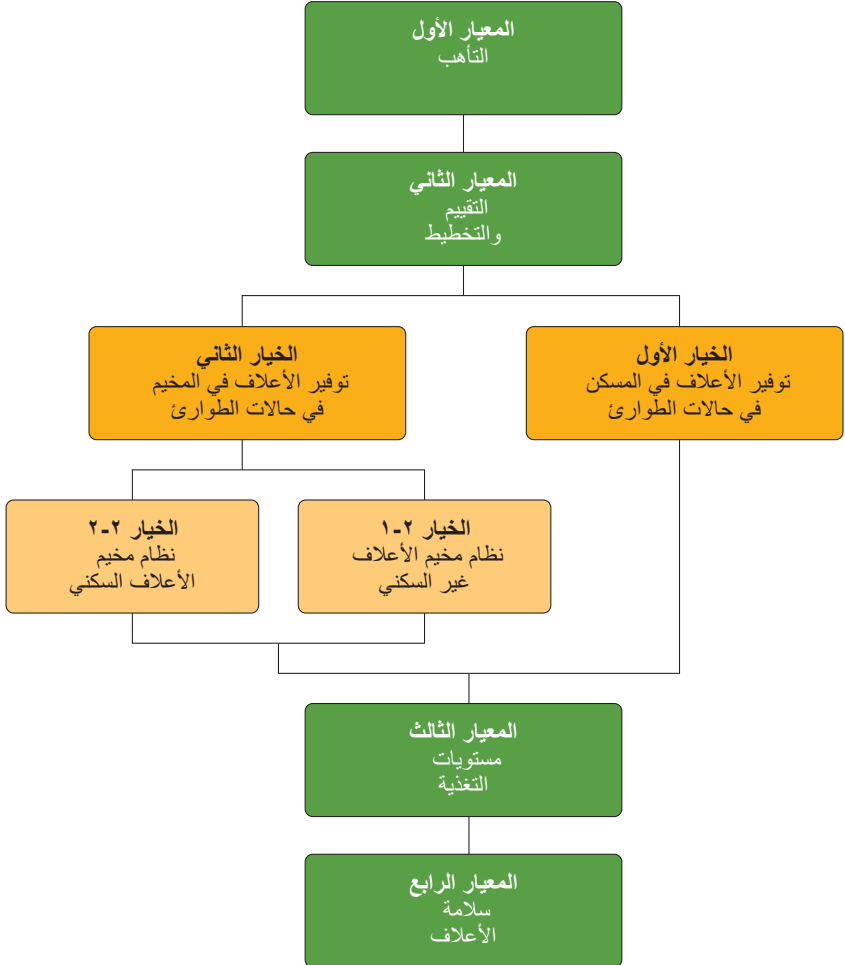 المعيار الأول
التأهب
المعيار الثاني
التقييم
والتخطيط
الخيار الأول
توفير الأعلاف في المسكن
في حالات الطوارئ
الخيار الثاني
توفير الأعلاف في المخيم
في حالات الطوارئ
الخيار ٢-١
نظام مخيم الأعلاف
غير السكني
الخيار ٢-٢
نظام مخيم
الأعلاف السكني
المعيار الثالث
مستويات
التغذية
المعيار الرابع
سلامة
الأعلاف